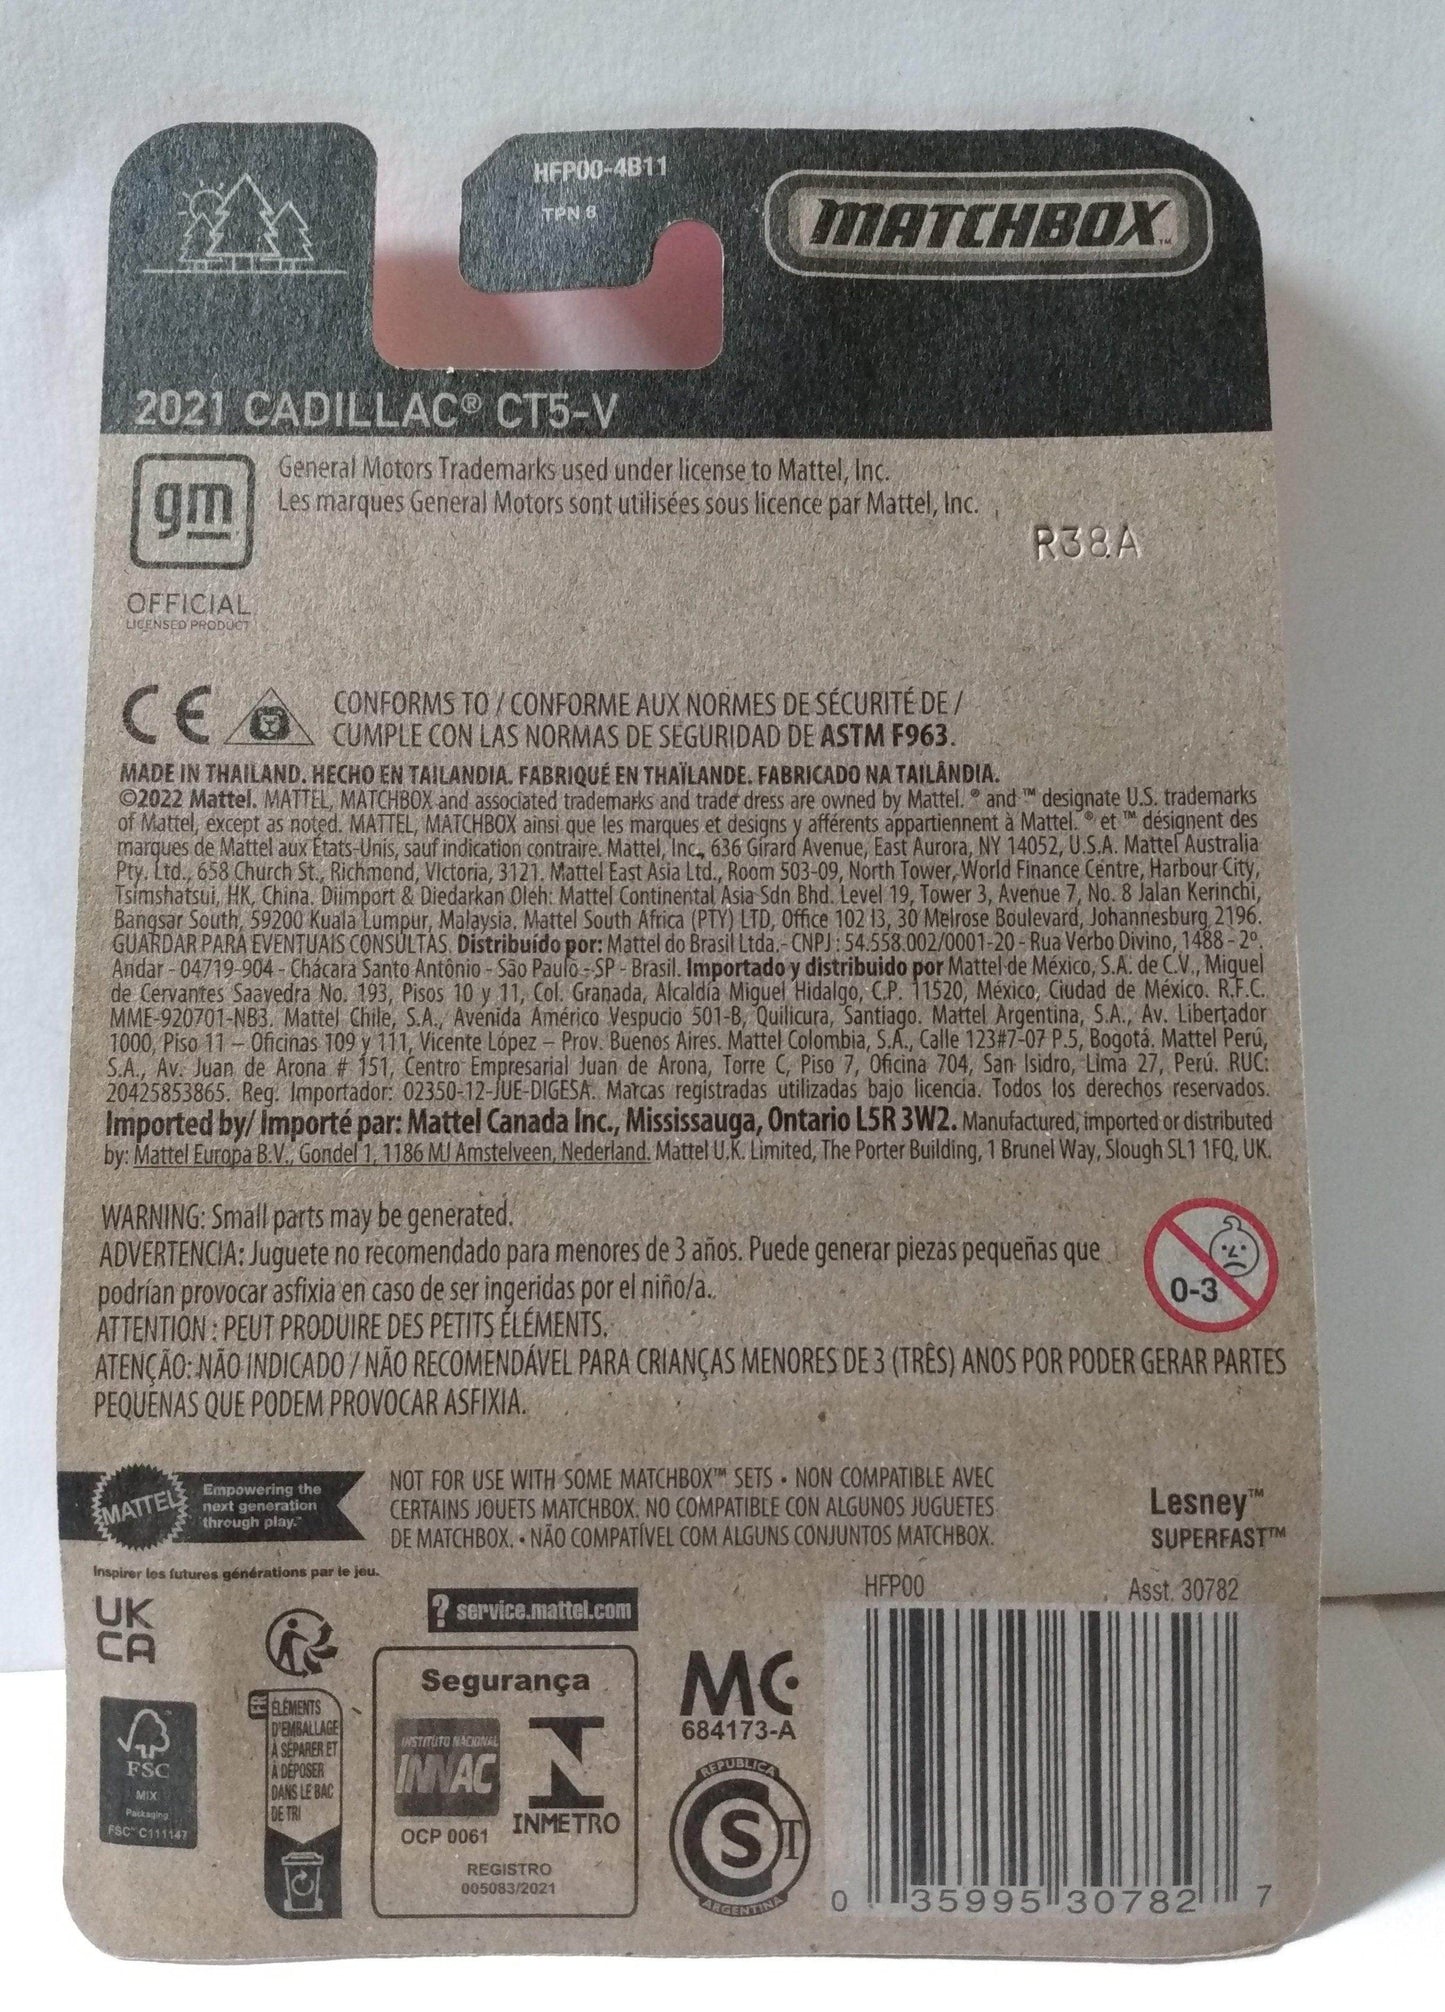 HFP00-4B11
TPN 8
MATCHBOX™
2021 CADILLAC® CT5-V
gm
General Motors Trademarks used under license to Mattel, Inc.
Les marques General Motors sont utilisées sous licence par Mattel, Inc.
R38A
OFFICIAL
LICENSED PRODUCT
CE
CONFORMS TO / CONFORME AUX NORMES DE SÉCURITÉ DE /
CUMPLE CON LAS NORMAS DE SEGURIDAD DE ASTM F963.
MADE IN THAILAND. HECHO EN TAILANDIA. FABRIQUÉ EN THAÏLANDE. FABRICADO NA TAILÂNDIA.
©2022 Mattel. MATTEL, MATCHBOX and associated trademarks and trade dress are owned by Mattel. ® and ™ designate U.S. trademarks
of Mattel, except as noted. MATTEL, MATCHBOX ainsi que les marques et designs y afférents appartiennent à Mattel. ® et ™ désignent des
marques de Mattel aux États-Unis, sauf indication contraire. Mattel, Inc., 636 Girard Avenue, East Aurora, NY 14052, U.S.A. Mattel Australia
Pty. Ltd., 658 Church St., Richmond, Victoria, 3121. Mattel East Asia Ltd., Room 503-09, North Tower, World Finance Centre, Harbour City,
Tsimshatsui, HK, China. Diimport & Diedarkan Oleh: Mattel Continental Asia Sdn Bhd. Level 19, Tower 3, Avenue 7, No. 8 Jalan Kerinchi,
Bangsar South, 59200 Kuala Lumpur, Malaysia. Mattel South Africa (PTY) LTD, Office 102 I3, 30 Melrose Boulevard, Johannesburg 2196.
GUARDAR PARA EVENTUAIS CONSULTAS. Distribuído por: Mattel do Brasil Ltda.- CNPJ : 54.558.002/0001-20 - Rua Verbo Divino, 1488 - 2º.
Andar - 04719-904 - Chácara Santo Antônio - São Paulo - SP - Brasil. Importado y distribuido por Mattel de México, S.A. de C.V., Miguel
de Cervantes Saavedra No. 193, Pisos 10 y 11, Col. Granada, Alcaldía Miguel Hidalgo, C.P. 11520, México, Ciudad de México. R.F.C.
MME-920701-NB3. Mattel Chile, S.A., Avenida Américo Vespucio 501-B, Quilicura, Santiago. Mattel Argentina, S.A., Av. Libertador
1000, Piso 11 – Oficinas 109 y 111, Vicente López – Prov. Buenos Aires. Mattel Colombia, S.A., Calle 123#7-07 P.5, Bogotá. Mattel Perú,
S.A., Av. Juan de Arona # 151, Centro Empresarial Juan de Arona, Torre C, Piso 7, Oficina 704, San Isidro, Lima 27, Perú. RUC:
20425853865. Reg. Importador: 02350-12-JUE-DIGESA. Marcas registradas utilizadas bajo licencia. Todos los derechos reservados.
Imported by/ Importé par: Mattel Canada Inc., Mississauga, Ontario L5R 3W2. Manufactured, imported or distributed
by: Mattel Europa B.V., Gondel 1, 1186 MJ Amstelveen, Nederland. Mattel U.K. Limited, The Porter Building, 1 Brunel Way, Slough SL1 1FQ, UK.
WARNING: Small parts may be generated.
ADVERTENCIA: Juguete no recomendado para menores de 3 años. Puede generar piezas pequeñas que
podrían provocar asfixia en caso de ser ingeridas por el niño/a.
0-3
ATTENTION : PEUT PRODUIRE DES PETITS ÉLÉMENTS.
ATENÇÃO: NÃO INDICADO / NÃO RECOMENDÁVEL PARA CRIANÇAS MENORES DE 3 (TRÊS) ANOS POR PODER GERAR PARTES
PEQUENAS QUE PODEM PROVOCAR ASFIXIA.
MATTEL
Empowering the
next generation
through play.™
Inspirer les futures générations par le jeu.
NOT FOR USE WITH SOME MATCHBOX™ SETS • NON COMPATIBLE AVEC
CERTAINS JOUETS MATCHBOX. NO COMPATIBLE CON ALGUNOS JUGUETES
DE MATCHBOX. • NÃO COMPATÍVEL COM ALGUNS CONJUNTOS MATCHBOX.
Lesney™
SUPERFAST™
UK
CA
? service.mattel.com
HFP00 Asst. 30782
FSC
MIX
Packaging
FSC™ C111147
FR
ÉLÉMENTS
D'EMBALLAGE
À SÉPARER ET
À DÉPOSER
DANS LE BAC
DE TRI
Segurança
INSTITUTO NACIONAL
INNAC
OCP 0061
INMETRO
REGISTRO
005083/2021
MC
684173-A
REPUBLICA
S T
ARGENTINA
0 35995 30782 7